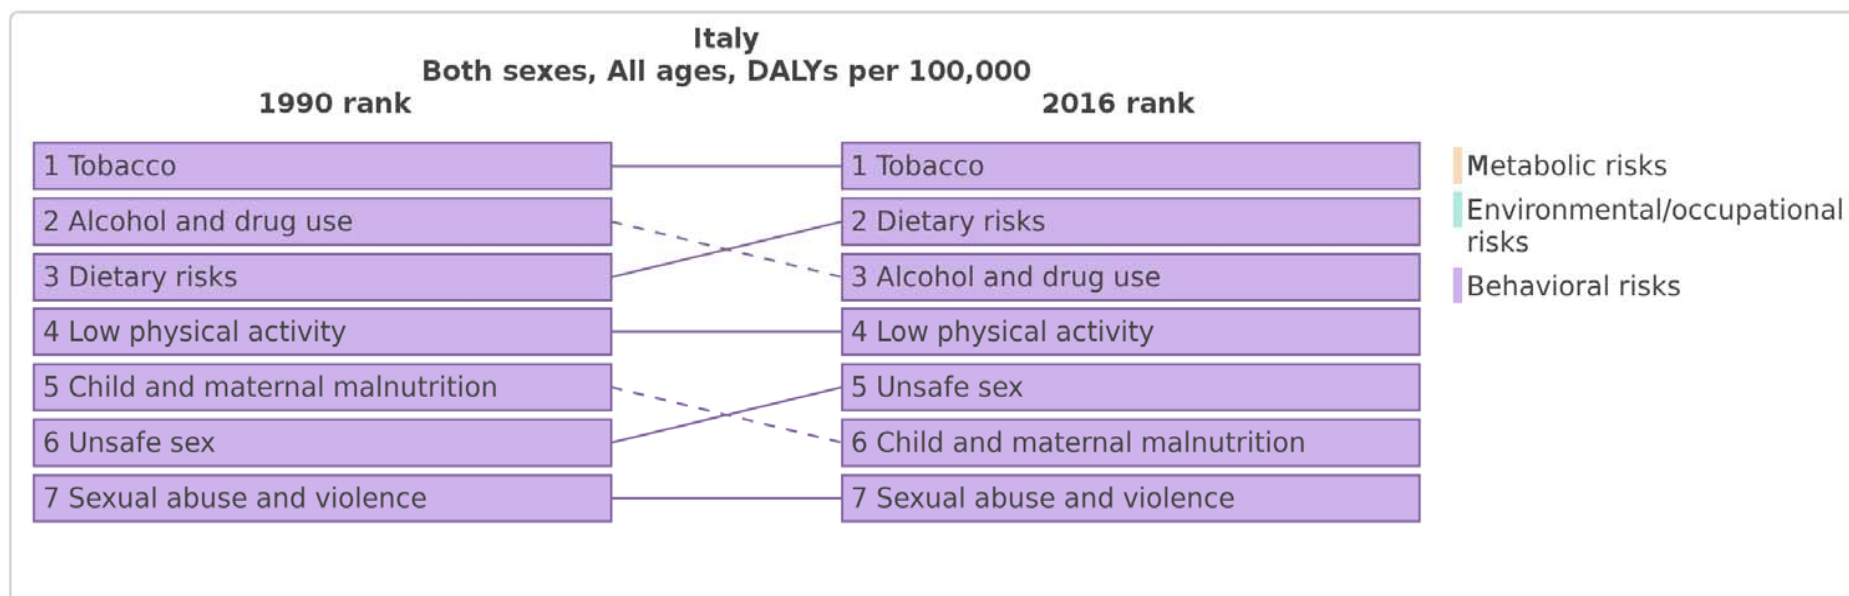 Italy
Both sexes, All ages, DALYs per 100,000
1990 rank
2016 rank
1 Tobacco
2 Alcohol and drug use
3 Dietary risks
4 Low physical activity
5 Child and maternal malnutrition
6 Unsafe sex
7 Sexual abuse and violence
1 Tobacco
2 Dietary risks
3 Alcohol and drug use
4 Low physical activity
5 Unsafe sex
6 Child and maternal malnutrition
7 Sexual abuse and violence
Metabolic risks
Environmental/occupational
risks
Behavioral risks